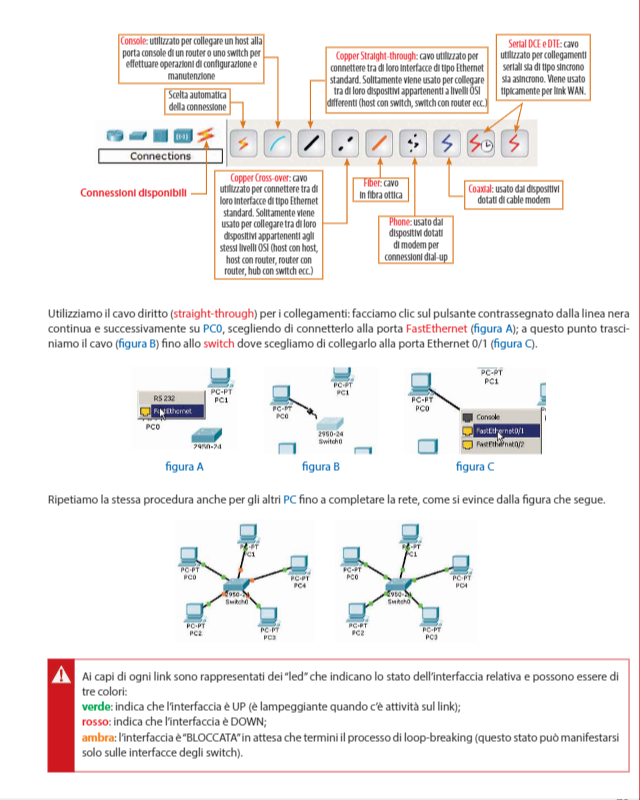 Console: utilizzato per collegare un host alla
porta console di un router o uno switch per
effettuare operazioni di configurazione e
manutenzione
Scelta automatica
della connessione
Copper Straight-through: cavo utilizzato per
connettere tra di loro interfacce di tipo Ethernet
standard. Solitamente viene usato per collegare
tra di loro dispositivi appartenenti a livelli OSI
differenti (host con switch, switch con router ecc.)
Serial DCE e DTE: cavo
utilizzato per collegamenti
seriali sia di tipo sincrono
sia asincrono. Viene usato
tipicamente per link WAN.
Connections
Connessioni disponibili
Copper Cross-over: cavo
utilizzato per connettere tra di
loro interfacce di tipo Ethernet
standard. Solitamente viene
usato per collegare tra di loro
dispositivi appartenenti agli
stessi livelli OSI (host con host,
host con router, router con
router, hub con switch ecc.)
Fiber: cavo
in fibra ottica
Phone: usato dai
dispositivi dotati
di modem per
connessioni dial-up
Coaxial: usato dai dispositivi
dotati di cable modem
Utilizziamo il cavo diritto (straight-through) per i collegamenti: facciamo clic sul pulsante contrassegnato dalla linea nera
continua e successivamente su PC0, scegliendo di connetterlo alla porta FastEthernet (figura A); a questo punto trasci-
niamo il cavo (figura B) fino allo switch dove scegliamo di collegarlo alla porta Ethernet 0/1 (figura C).
RS 232
FastEthernet
PC0
PC-PT
PC1
2950-24
figura A
PC-PT
PC1
PC-PT
PC0
2950-24
Switch0
figura B
PC-PT
PC1
PC-PT
PC0
Console
FastEthernet0/1
FastEthernet0/2
figura C
Ripetiamo la stessa procedura anche per gli altri PC fino a completare la rete, come si evince dalla figura che segue.
PC-PT
C1
PC-PT
PC0
PC-PT
PC4
2950-24
Switch0
PC-PT
PC2
PC-PT
PC3
PC-PT
C1
PC-PT
PC0
PC-PT
PC4
2950-24
Switch0
PC-PT
PC2
PC-PT
PC3
Ai capi di ogni link sono rappresentati dei "led" che indicano lo stato dell'interfaccia relativa e possono essere di
tre colori:
verde: indica che l'interfaccia è UP (è lampeggiante quando c'è attività sul link);
rosso: indica che l'interfaccia è DOWN;
ambra: l'interfaccia è "BLOCCATA" in attesa che termini il processo di loop-breaking (questo stato può manifestarsi
solo sulle interfacce degli switch).